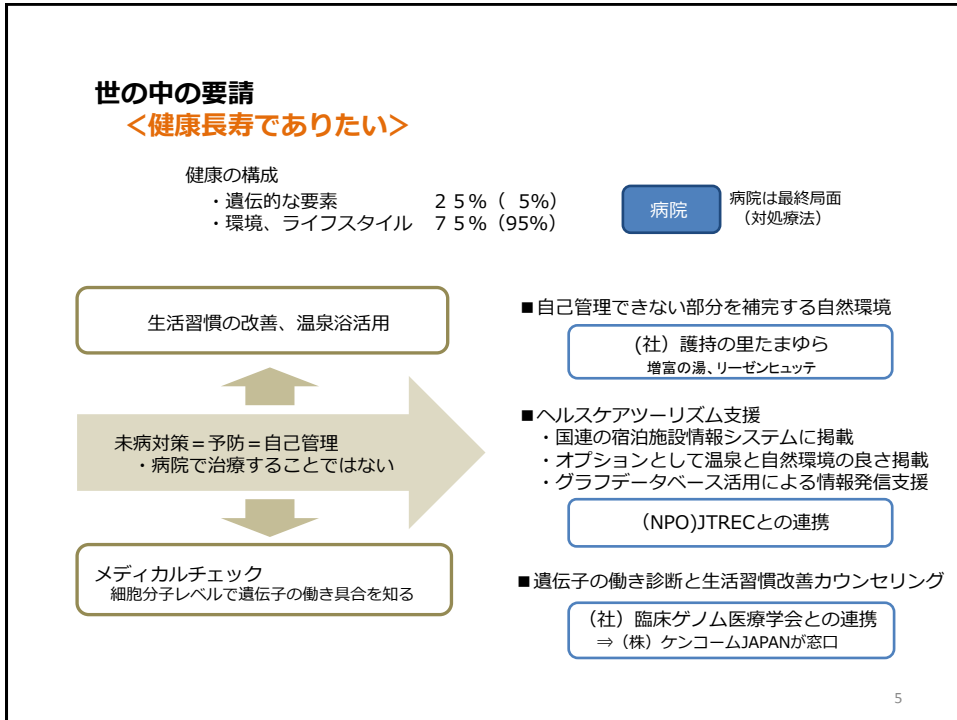 世の中の要請
＜健康長寿でありたい＞
健康の構成
・遺伝的な要素　２５%（ 5%）
・環境、ライフスタイル　７５%（95%）
病院
病院は最終局面
（対処療法）
生活習慣の改善、温泉浴活用
未病対策＝予防＝自己管理
・病院で治療することではない
メディカルチェック
細胞分子レベルで遺伝子の働き具合を知る
■自己管理できない部分を補完する自然環境
(社）護持の里たまゆら
増富の湯、リーゼンヒュッテ
■ヘルスケアツーリズム支援
・国連の宿泊施設情報システムに掲載
・オプションとして温泉と自然環境の良さ掲載
・グラフデータベース活用による情報発信支援
（NPO)JTRECとの連携
■遺伝子の働き診断と生活習慣改善カウンセリング
（社）臨床ゲノム医療学会との連携
⇒（株）ケンコームJAPANが窓口
5